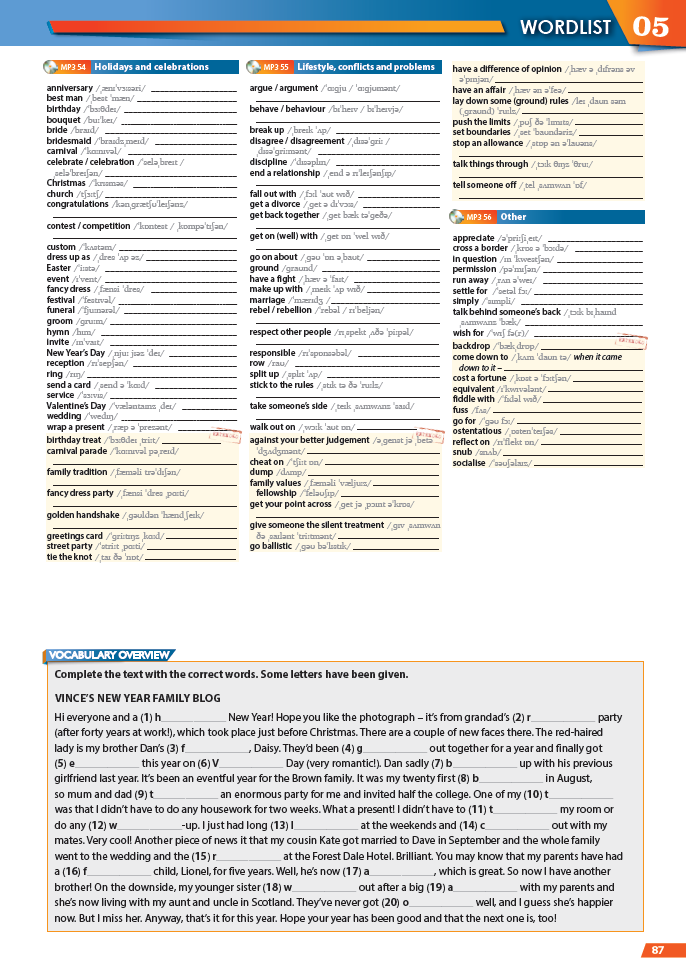 WORDLIST 05
MP3 54 Holidays and celebrations
anniversary /ˌænɪˈvɜːsəri/
best man /ˌbest ˈmæn/
birthday /ˈbɜːθdeɪ/
bouquet /buːˈkeɪ/
bride /braɪd/
bridesmaid /ˈbraɪdzˌmeɪd/
carnival /ˈkɑːnɪvəl/
celebrate / celebration /ˈseləˌbreɪt /
ˌseləˈbreɪʃən/
Christmas /ˈkrɪsməs/
church /tʃɜːtʃ/
congratulations /kənˌɡrætʃʊˈleɪʃənz/
contest / competition /ˈkɒntest / ˌkɒmpəˈtɪʃən/
custom /ˈkʌstəm/
dress up as /ˌdres ˈʌp əz/
Easter /ˈiːstə/
event /ɪˈvent/
fancy dress /ˌfænsi ˈdres/
festival /ˈfestɪvəl/
funeral /ˈfjuːnərəl/
groom /ɡruːm/
hymn /hɪm/
invite /ɪnˈvaɪt/
New Year's Day /ˌnjuː jɪəz ˈdeɪ/
reception /rɪˈsepʃən/
ring /rɪŋ/
send a card /ˌsend ə ˈkɑːd/
service /ˈsɜːvɪs/
Valentine's Day /ˈvæləntaɪnz ˌdeɪ/
wedding /ˈwedɪŋ/
wrap a present /ˌræp ə ˈprezənt/
birthday treat /ˈbɜːθdeɪ ˌtriːt/
carnival parade /ˈkɑːnɪvəl pəˌreɪd/
family tradition /ˌfæməli trəˈdɪʃən/
fancy dress party /ˌfænsi ˈdres ˌpɑːti/
golden handshake /ˌɡəʊldən ˈhændˌʃeɪk/
greetings card /ˈɡriːtɪŋz ˌkɑːd/
street party /ˈstriːt ˌpɑːti/
tie the knot /ˌtaɪ ðə ˈnɒt/
MP3 55 Lifestyle, conflicts and problems
argue / argument /ˈɑːɡju / ˈɑːɡjumənt/
behave / behaviour /bɪˈheɪv / bɪˈheɪvjə/
break up /ˌbreɪk ˈʌp/
disagree / disagreement /ˌdɪsəˈɡriː /
ˌdɪsəˈɡriːmənt/
discipline /ˈdɪsəplɪn/
end a relationship /ˌend ə rɪˈleɪʃənʃɪp/
fall out with /ˌfɔːl ˈaʊt wɪð/
get a divorce /ˌɡet ə dɪˈvɔːs/
get back together /ˌɡet bæk təˈɡeðə/
get on (well) with /ˌɡet ɒn ˈwel wɪð/
go on about /ˌɡəʊ ˈɒn əˌbaʊt/
ground /ɡraʊnd/
have a fight /ˌhæv ə ˈfaɪt/
make up with /ˌmeɪk ˈʌp wɪð/
marriage /ˈmærɪdʒ/
rebel / rebellion /ˈrebəl / rɪˈbeljən/
respect other people /rɪˌspekt ˌʌðə ˈpiːpəl/
responsible /rɪˈspɒnsəbəl/
row /raʊ/
split up /ˌsplɪt ˈʌp/
stick to the rules /ˌstɪk tə ðə ˈruːlz/
take someone's side /ˌteɪk ˌsʌmwʌnz ˈsaɪd/
walk out on /ˌwɔːk ˈaʊt ɒn/
against your better judgement /əˌɡenst jə ˌbetə
ˈdʒʌdʒmənt/
cheat on /ˈtʃiːt ɒn/
dump /dʌmp/
family values /ˌfæməli ˈvæljuːz/
fellowship /ˈfeləʊʃɪp/
get your point across /ˌɡet jə ˌpɔɪnt əˈkrɒs/
give someone the silent treatment /ˌɡɪv ˌsʌmwʌn
ðə ˌsaɪlənt ˈtriːtmənt/
go ballistic /ˌɡəʊ bəˈlɪstɪk/
have a difference of opinion /ˌhæv ə ˌdɪfrəns əv
əˈpɪnjən/
have an affair /ˌhæv ən əˈfeə/
lay down some (ground) rules /leɪ ˌdaʊn səm
(ˌɡraʊnd) ˈruːlz/
push the limits /ˌpʊʃ ðə ˈlɪmɪts/
set boundaries /ˌset ˈbaʊndəriz/
stop an allowance /ˌstɒp ən əˈlaʊəns/
talk things through /ˌtɔːk θɪŋz ˈθruː/
tell someone off /ˌtel ˌsʌmwʌn ˈɒf/
MP3 56 Other
appreciate /əˈpriːʃiˌeɪt/
cross a border /ˌkrɒs ə ˈbɔːdə/
in question /ɪn ˈkwestʃən/
permission /pəˈmɪʃən/
run away /ˌrʌn əˈweɪ/
settle for /ˈsetəl fɔː/
simply /ˈsɪmpli/
talk behind someone's back /ˌtɔːk bɪˌhaɪnd
ˌsʌmwʌnz ˈbæk/
wish for /ˈwɪʃ fə(r)/
backdrop /ˈbækˌdrɒp/
come down to /ˌkʌm ˈdaʊn tə/ when it came
down to it –
cost a fortune /ˌkɒst ə ˈfɔːtʃən/
equivalent /ɪˈkwɪvələnt/
fiddle with /ˈfɪdəl wɪð/
fuss /fʌs/
go for /ˈɡəʊ fɔː/
ostentatious /ˌɒstenˈteɪʃəs/
reflect on /rɪˈflekt ɒn/
snub /snʌb/
socialise /ˈsəʊʃəlaɪz/
VOCABULARY OVERVIEW
Complete the text with the correct words. Some letters have been given.
VINCE'S NEW YEAR FAMILY BLOG
Hi everyone and a (1) h____________ New Year! Hope you like the photograph – it's from grandad's (2) r____________ party
(after forty years at work!), which took place just before Christmas. There are a couple of new faces there. The red-haired
lady is my brother Dan's (3) f____________, Daisy. They'd been (4) g____________ out together for a year and finally got
(5) e____________ this year on (6) V____________ Day (very romantic!). Dan sadly (7) b____________ up with his previous
girlfriend last year. It's been an eventful year for the Brown family. It was my twenty first (8) b____________ in August,
so mum and dad (9) t____________ an enormous party for me and invited half the college. One of my (10) t____________
was that I didn't have to do any housework for two weeks. What a present! I didn't have to (11) t____________ my room or
do any (12) w____________-up. I just had long (13) l____________ at the weekends and (14) c____________ out with my
mates. Very cool! Another piece of news it that my cousin Kate got married to Dave in September and the whole family
went to the wedding and the (15) r____________ at the Forest Dale Hotel. Brilliant. You may know that my parents have had
a (16) f____________ child, Lionel, for five years. Well, he's now (17) a____________, which is great. So now I have another
brother! On the downside, my younger sister (18) w____________ out after a big (19) a____________ with my parents and
she's now living with my aunt and uncle in Scotland. They've never got (20) o____________ well, and I guess she's happier
now. But I miss her. Anyway, that's it for this year. Hope your year has been good and that the next one is, too!
87